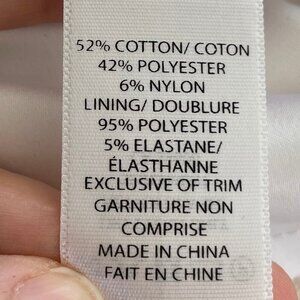 52% COTTON/ COTON
42% POLYESTER
6% NYLON
LINING/ DOUBLURE
95% POLYESTER
5% ELASTANE/
ÉLASTHANNE
EXCLUSIVE OF TRIM
GARNITURE NON
COMPRISE
MADE IN CHINA
FAIT EN CHINE